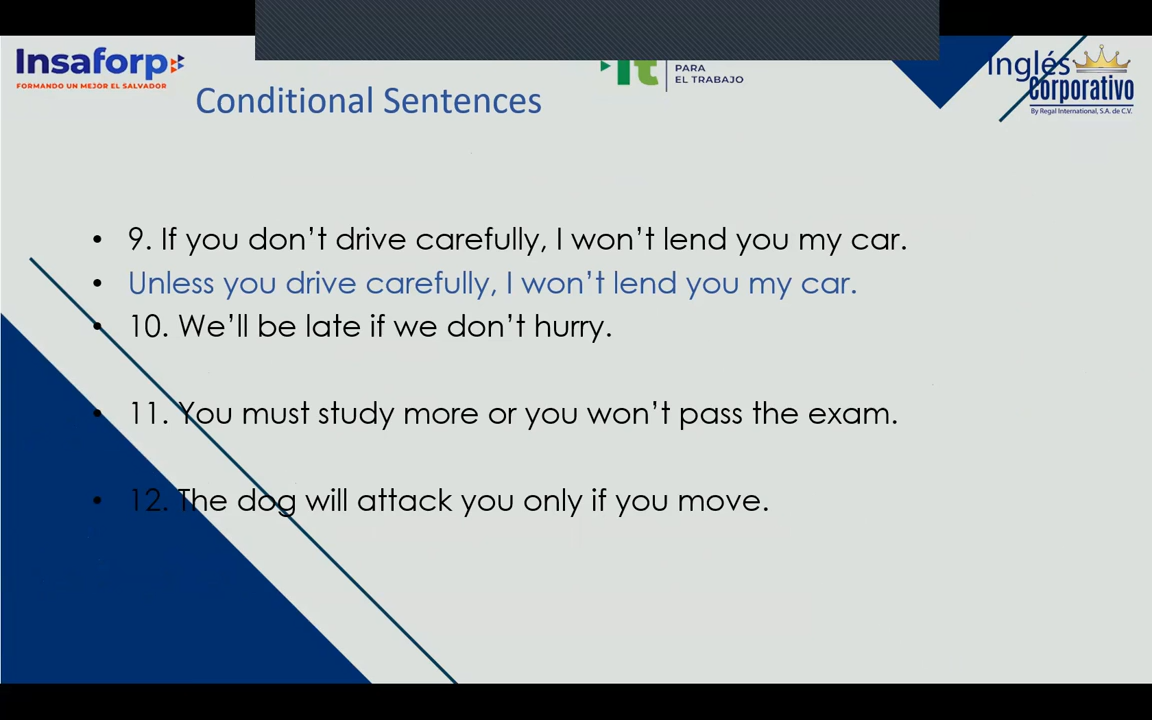 Insaforp
FORMANDO UN MEJOR EL SALVADOR
PARA
EL TRABAJO
Inglés
Corporativo
By Regal International, S.A. de C.V.
Conditional Sentences
• 9. If you don’t drive carefully, I won’t lend you my car.
• Unless you drive carefully, I won’t lend you my car.
• 10. We’ll be late if we don’t hurry.
• 11. You must study more or you won’t pass the exam.
• 12. The dog will attack you only if you move.